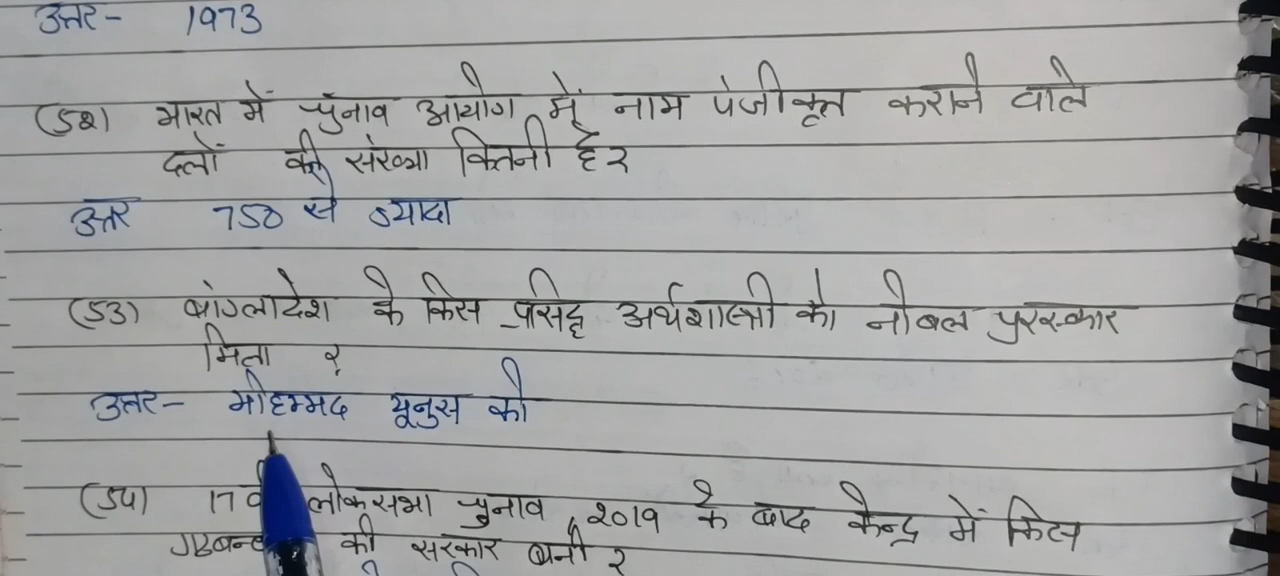 उत्तर- 1973
(52) भारत में चुनाव आयोग में नाम पंजीकृत कराने वाले
दलों की संख्या कितनी है ?
उत्तर 750 से ज्यादा
(53) बांग्लादेश के किस प्रसिद्ध अर्थशास्त्री को नोबल पुरस्कार
मिला ?
उत्तर- मोहम्मद यूनुस को
(54) 17 वें लोकसभा चुनाव, 2019 के बाद केन्द्र में किस
की सरकार बनी ?